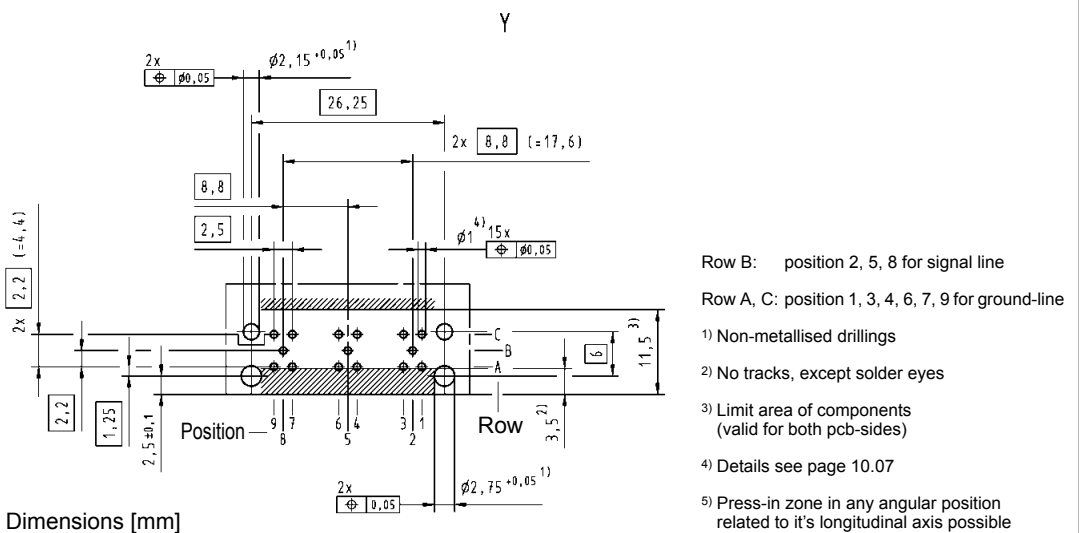 Y
2x
⌖ ø0,05
ø2,15 +0,05 1)
26,25
2x 8,8 (=17,6)
8,8
2,5
ø1 4) 15x
⌖ ø0,05
2x 2,2 (=4,4)
C
B
A
6
11,5 3)
2,2
1,25
2,5±0,1
Position
9 7 6 4 3 1
8 5 2
Row
3,5 2)
2x
⌖ 0,05
ø2,75 +0,05 1)
Dimensions [mm]
Row B: position 2, 5, 8 for signal line
Row A, C: position 1, 3, 4, 6, 7, 9 for ground-line
1) Non-metallised drillings
2) No tracks, except solder eyes
3) Limit area of components
(valid for both pcb-sides)
4) Details see page 10.07
5) Press-in zone in any angular position
related to it's longitudinal axis possible